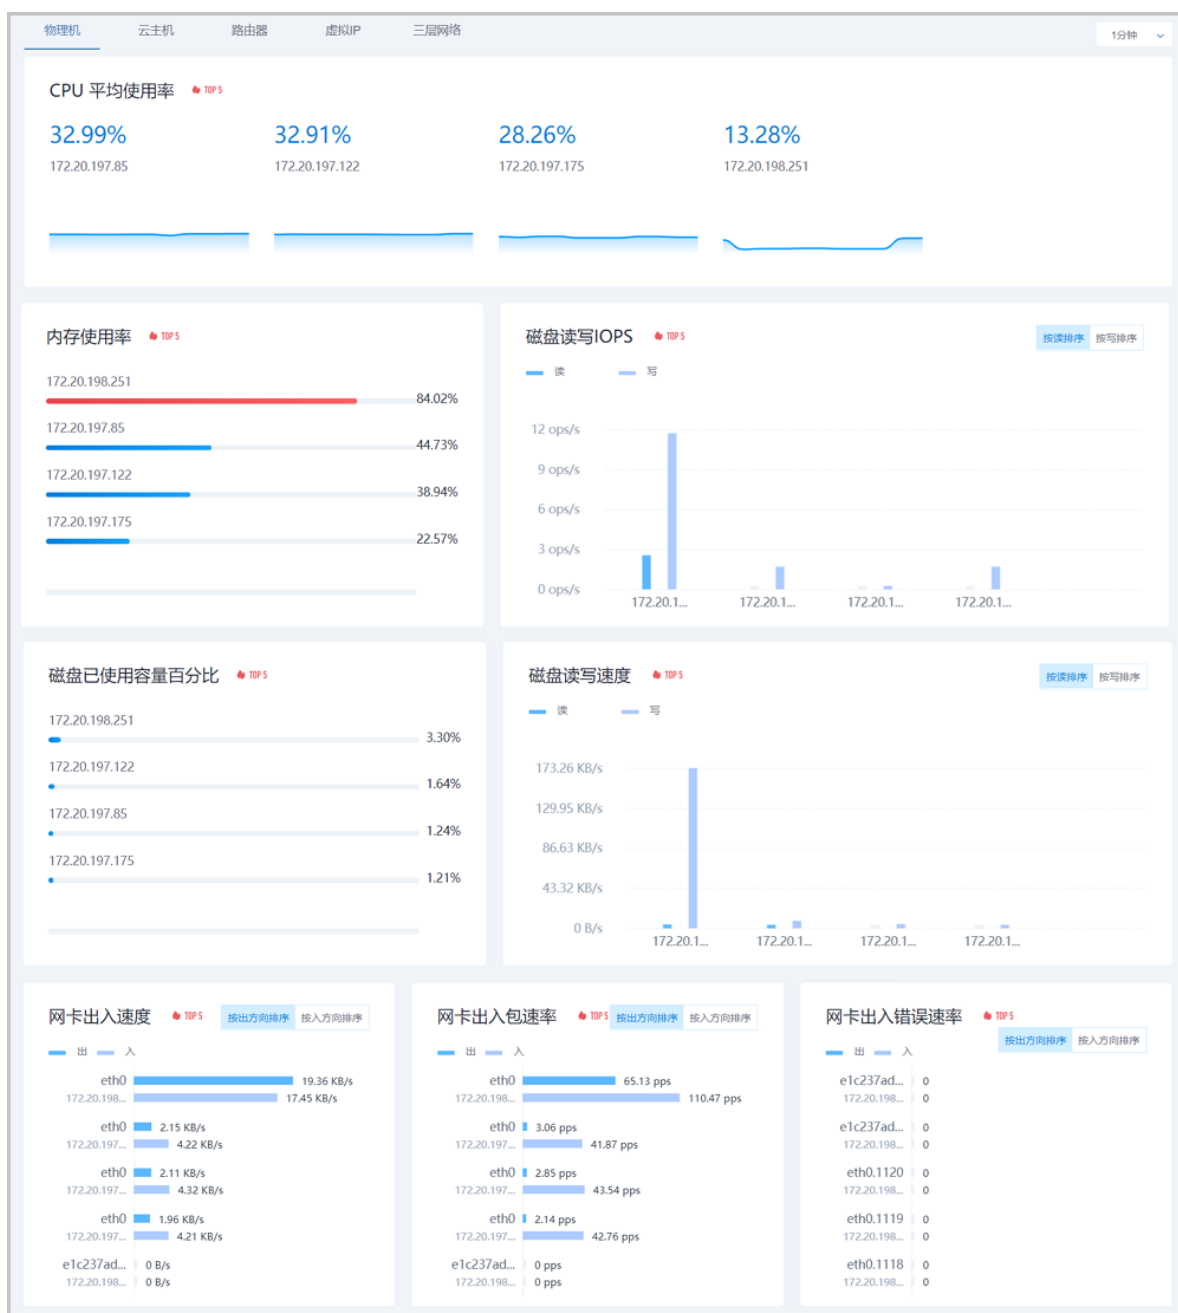 物理机 云主机 路由器 虚拟IP 三层网络 1分钟
CPU 平均使用率 TOP 5
32.99% 32.91% 28.26% 13.28%
172.20.197.85 172.20.197.122 172.20.197.175 172.20.198.251
内存使用率 TOP 5
172.20.198.251
84.02%
172.20.197.85
44.73%
172.20.197.122
38.94%
172.20.197.175
22.57%
磁盘读写IOPS TOP 5 按读排序 按写排序
读 写
12 ops/s
9 ops/s
6 ops/s
3 ops/s
0 ops/s
172.20.1... 172.20.1... 172.20.1... 172.20.1...
磁盘已使用容量百分比 TOP 5
172.20.198.251
3.30%
172.20.197.122
1.64%
172.20.197.85
1.24%
172.20.197.175
1.21%
磁盘读写速度 TOP 5 按读排序 按写排序
读 写
173.26 KB/s
129.95 KB/s
86.63 KB/s
43.32 KB/s
0 B/s
172.20.1... 172.20.1... 172.20.1... 172.20.1...
网卡出入速度 TOP 5 按出方向排序 按入方向排序
出 入
eth0 19.36 KB/s
172.20.198... 17.45 KB/s
eth0 2.15 KB/s
172.20.197... 4.22 KB/s
eth0 2.11 KB/s
172.20.197... 4.32 KB/s
eth0 1.96 KB/s
172.20.197... 4.21 KB/s
e1c237ad... 0 B/s
172.20.198... 0 B/s
网卡出入包速率 TOP 5 按出方向排序 按入方向排序
出 入
eth0 65.13 pps
172.20.198... 110.47 pps
eth0 3.06 pps
172.20.197... 41.87 pps
eth0 2.85 pps
172.20.197... 43.54 pps
eth0 2.14 pps
172.20.197... 42.76 pps
e1c237ad... 0 pps
172.20.198... 0 pps
网卡出入错误速率 TOP 5
按出方向排序 按入方向排序
出 入
e1c237ad... 0
172.20.198... 0
e1c237ad... 0
172.20.198... 0
eth0.1120 0
172.20.198... 0
eth0.1119 0
172.20.198... 0
eth0.1118 0
172.20.198... 0